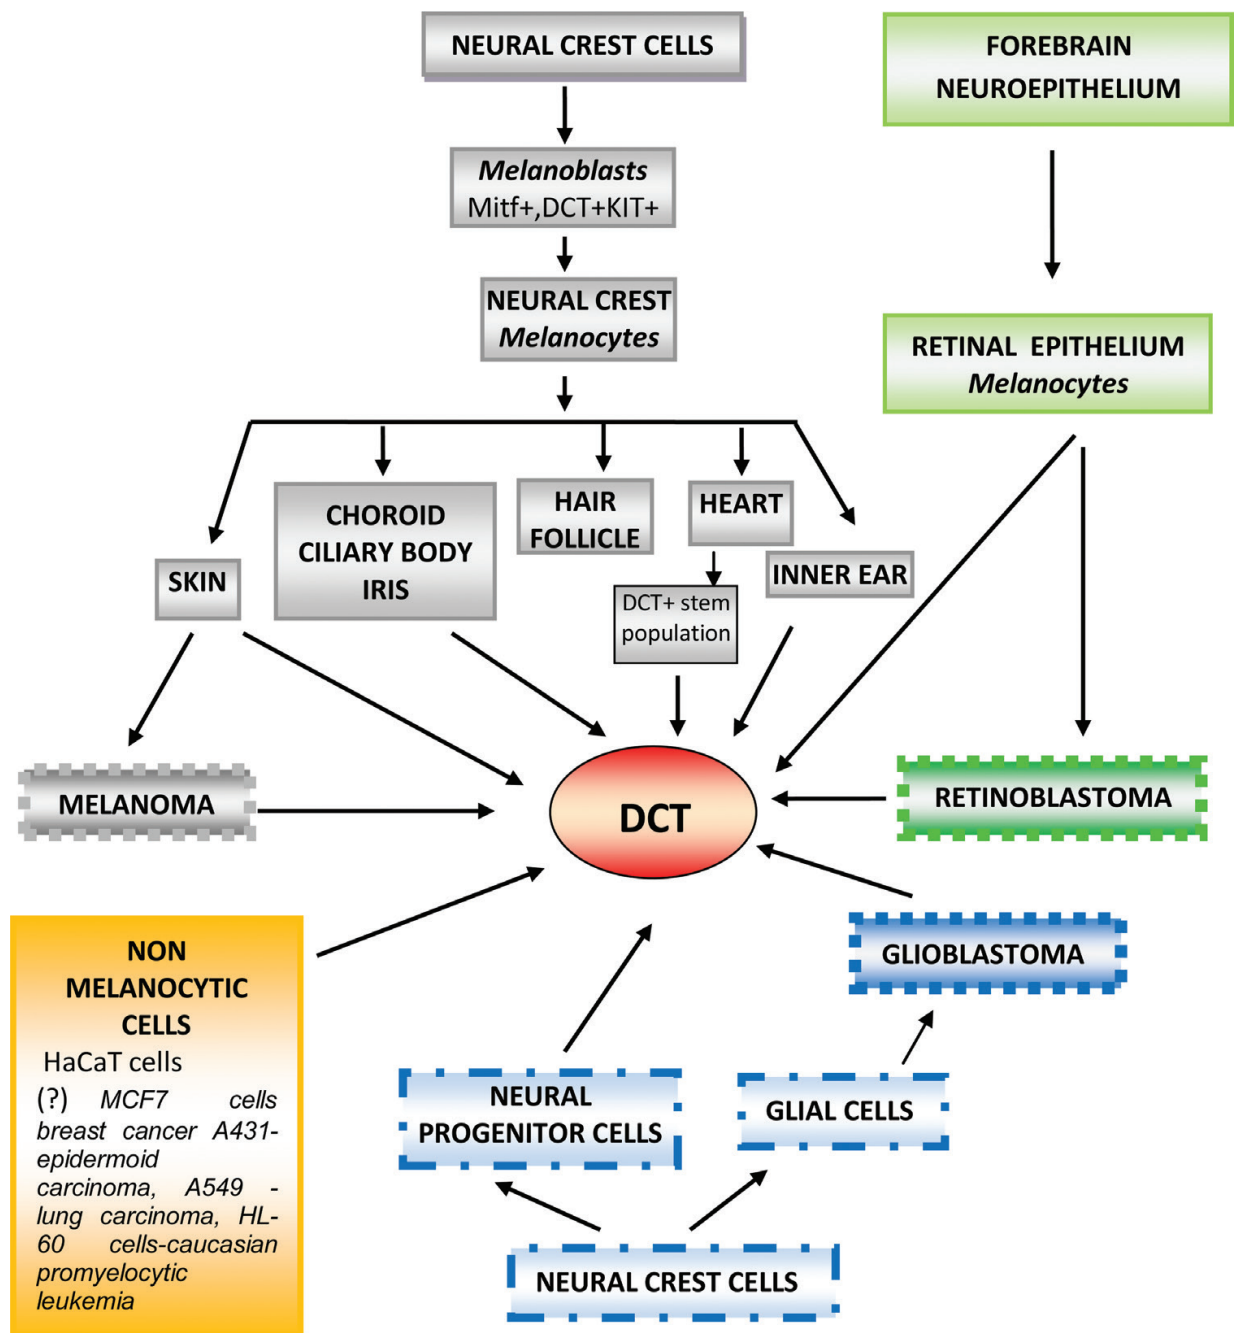 NEURAL CREST CELLS
FOREBRAIN
NEUROEPITHELIUM
Melanoblasts
Mitf+,DCT+KIT+
NEURAL CREST
Melanocytes
RETINAL EPITHELIUM
Melanocytes
SKIN
CHOROID
CILIARY BODY
IRIS
HAIR
FOLLICLE
HEART
INNER EAR
DCT+ stem
population
MELANOMA
DCT
RETINOBLASTOMA
NON
MELANOCYTIC
CELLS
HaCaT cells
(?) MCF7 cells
breast cancer A431-
epidermoid
carcinoma, A549 -
lung carcinoma, HL-
60 cells-caucasian
promyelocytic
leukemia
GLIOBLASTOMA
NEURAL
PROGENITOR CELLS
GLIAL CELLS
NEURAL CREST CELLS